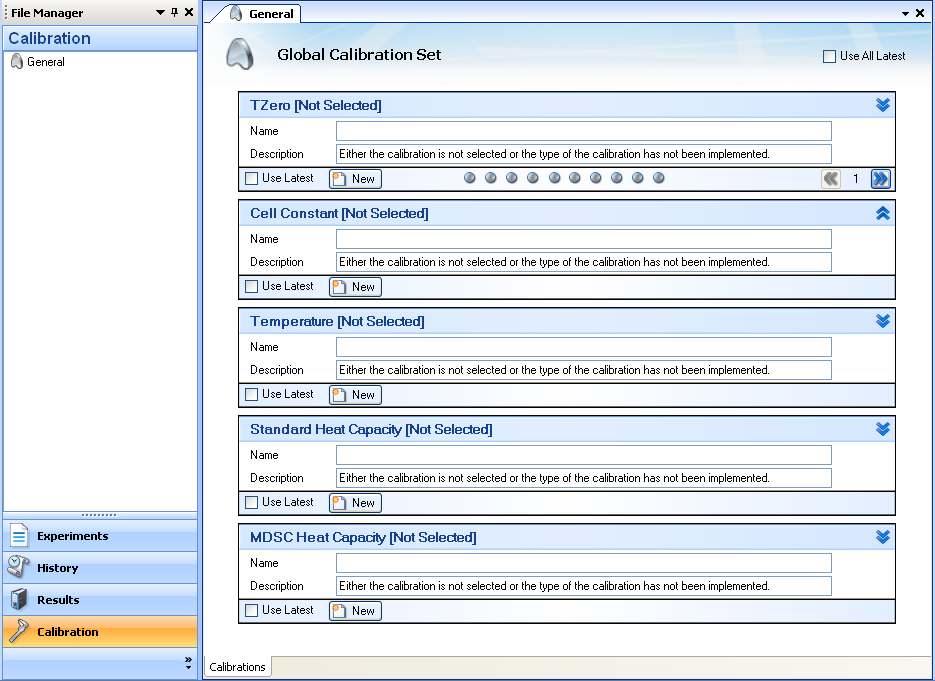 File Manager
General
Calibration
General
Global Calibration Set
Use All Latest
TZero [Not Selected]
Name
Description Either the calibration is not selected or the type of the calibration has not been implemented.
Use Latest New 1
Cell Constant [Not Selected]
Name
Description Either the calibration is not selected or the type of the calibration has not been implemented.
Use Latest New
Temperature [Not Selected]
Name
Description Either the calibration is not selected or the type of the calibration has not been implemented.
Use Latest New
Standard Heat Capacity [Not Selected]
Name
Description Either the calibration is not selected or the type of the calibration has not been implemented.
Use Latest New
MDSC Heat Capacity [Not Selected]
Name
Description Either the calibration is not selected or the type of the calibration has not been implemented.
Use Latest New
Experiments
History
Results
Calibration
Calibrations